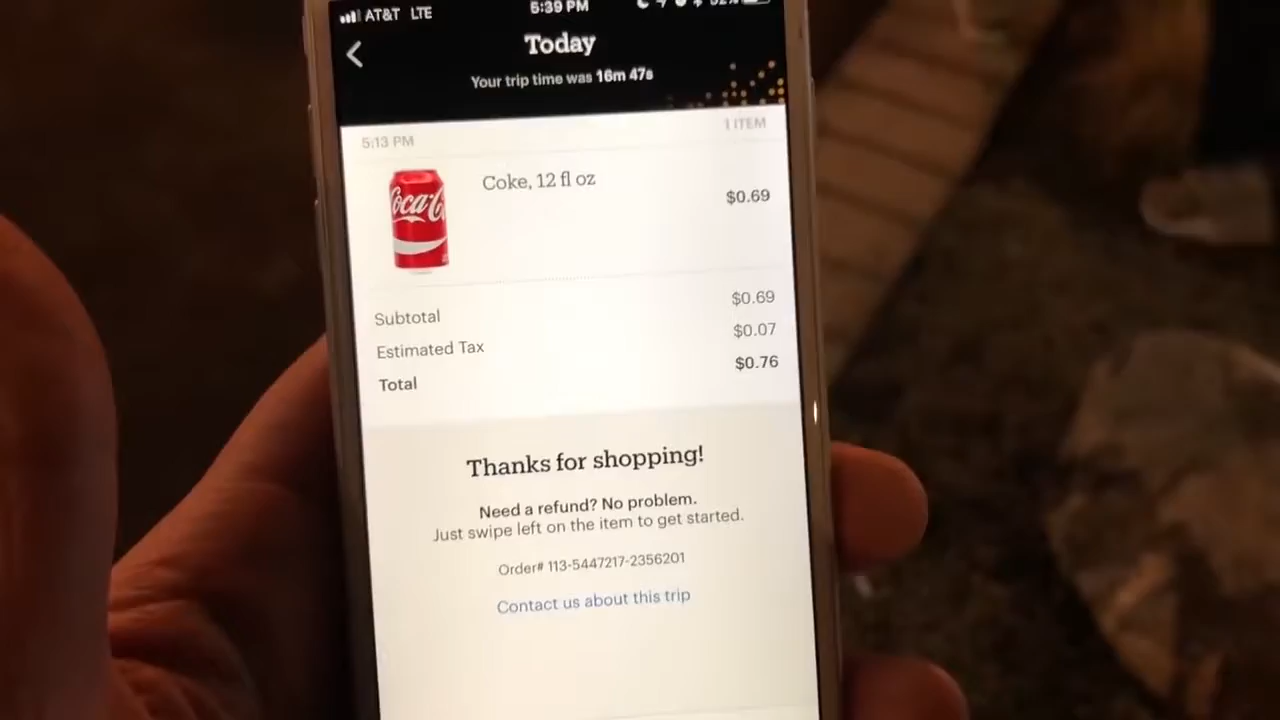 AT&T LTE 5:39 PM
Today
Your trip time was 16m 47s
5:13 PM 1 ITEM
Coca-C
Coke, 12 fl oz
$0.69
Subtotal $0.69
Estimated Tax $0.07
Total $0.76
Thanks for shopping!
Need a refund? No problem.
Just swipe left on the item to get started.
Order# 113-5447217-2356201
Contact us about this trip